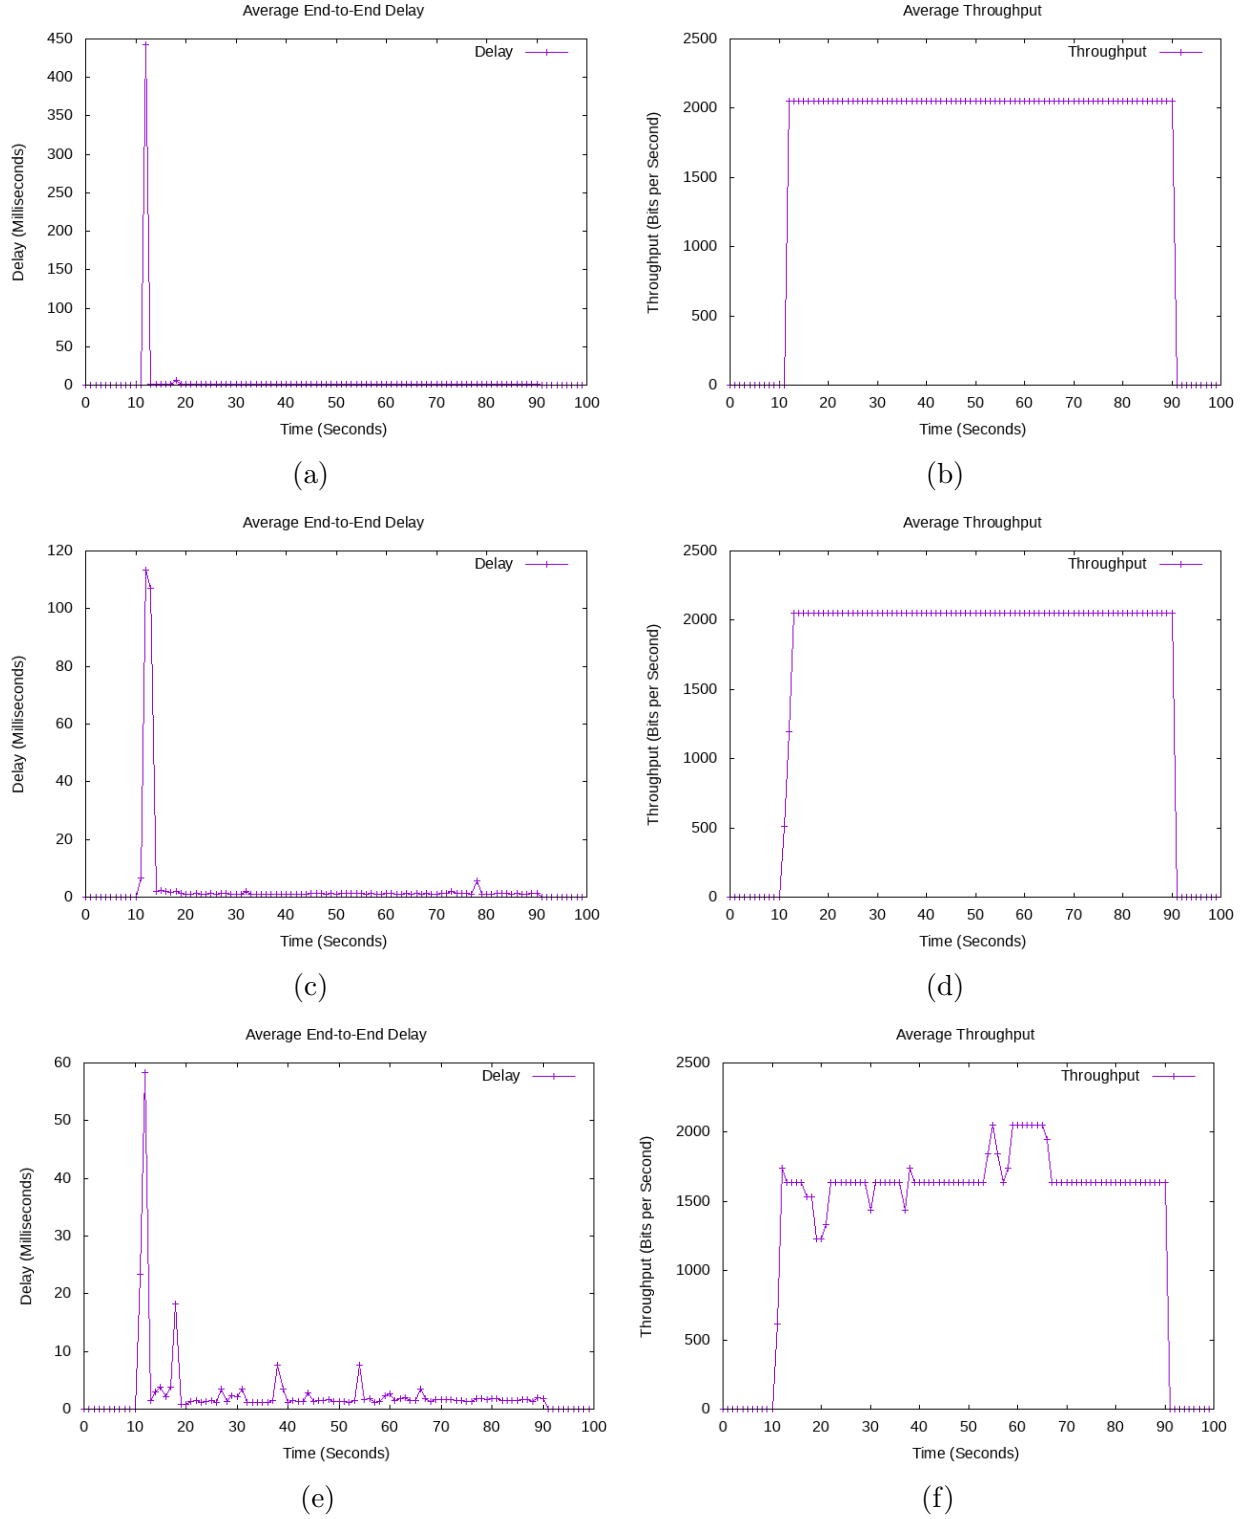 Average End-to-End Delay
450
400
350
300
250
200
150
100
50
0
Delay (Milliseconds)
Delay
0 10 20 30 40 50 60 70 80 90 100
Time (Seconds)
(a)
Average Throughput
2500
2000
1500
1000
500
0
Throughput (Bits per Second)
Throughput
0 10 20 30 40 50 60 70 80 90 100
Time (Seconds)
(b)
Average End-to-End Delay
120
100
80
60
40
20
0
Delay (Milliseconds)
Delay
0 10 20 30 40 50 60 70 80 90 100
Time (Seconds)
(c)
Average Throughput
2500
2000
1500
1000
500
0
Throughput (Bits per Second)
Throughput
0 10 20 30 40 50 60 70 80 90 100
Time (Seconds)
(d)
Average End-to-End Delay
60
50
40
30
20
10
0
Delay (Milliseconds)
Delay
0 10 20 30 40 50 60 70 80 90 100
Time (Seconds)
(e)
Average Throughput
2500
2000
1500
1000
500
0
Throughput (Bits per Second)
Throughput
0 10 20 30 40 50 60 70 80 90 100
Time (Seconds)
(f)